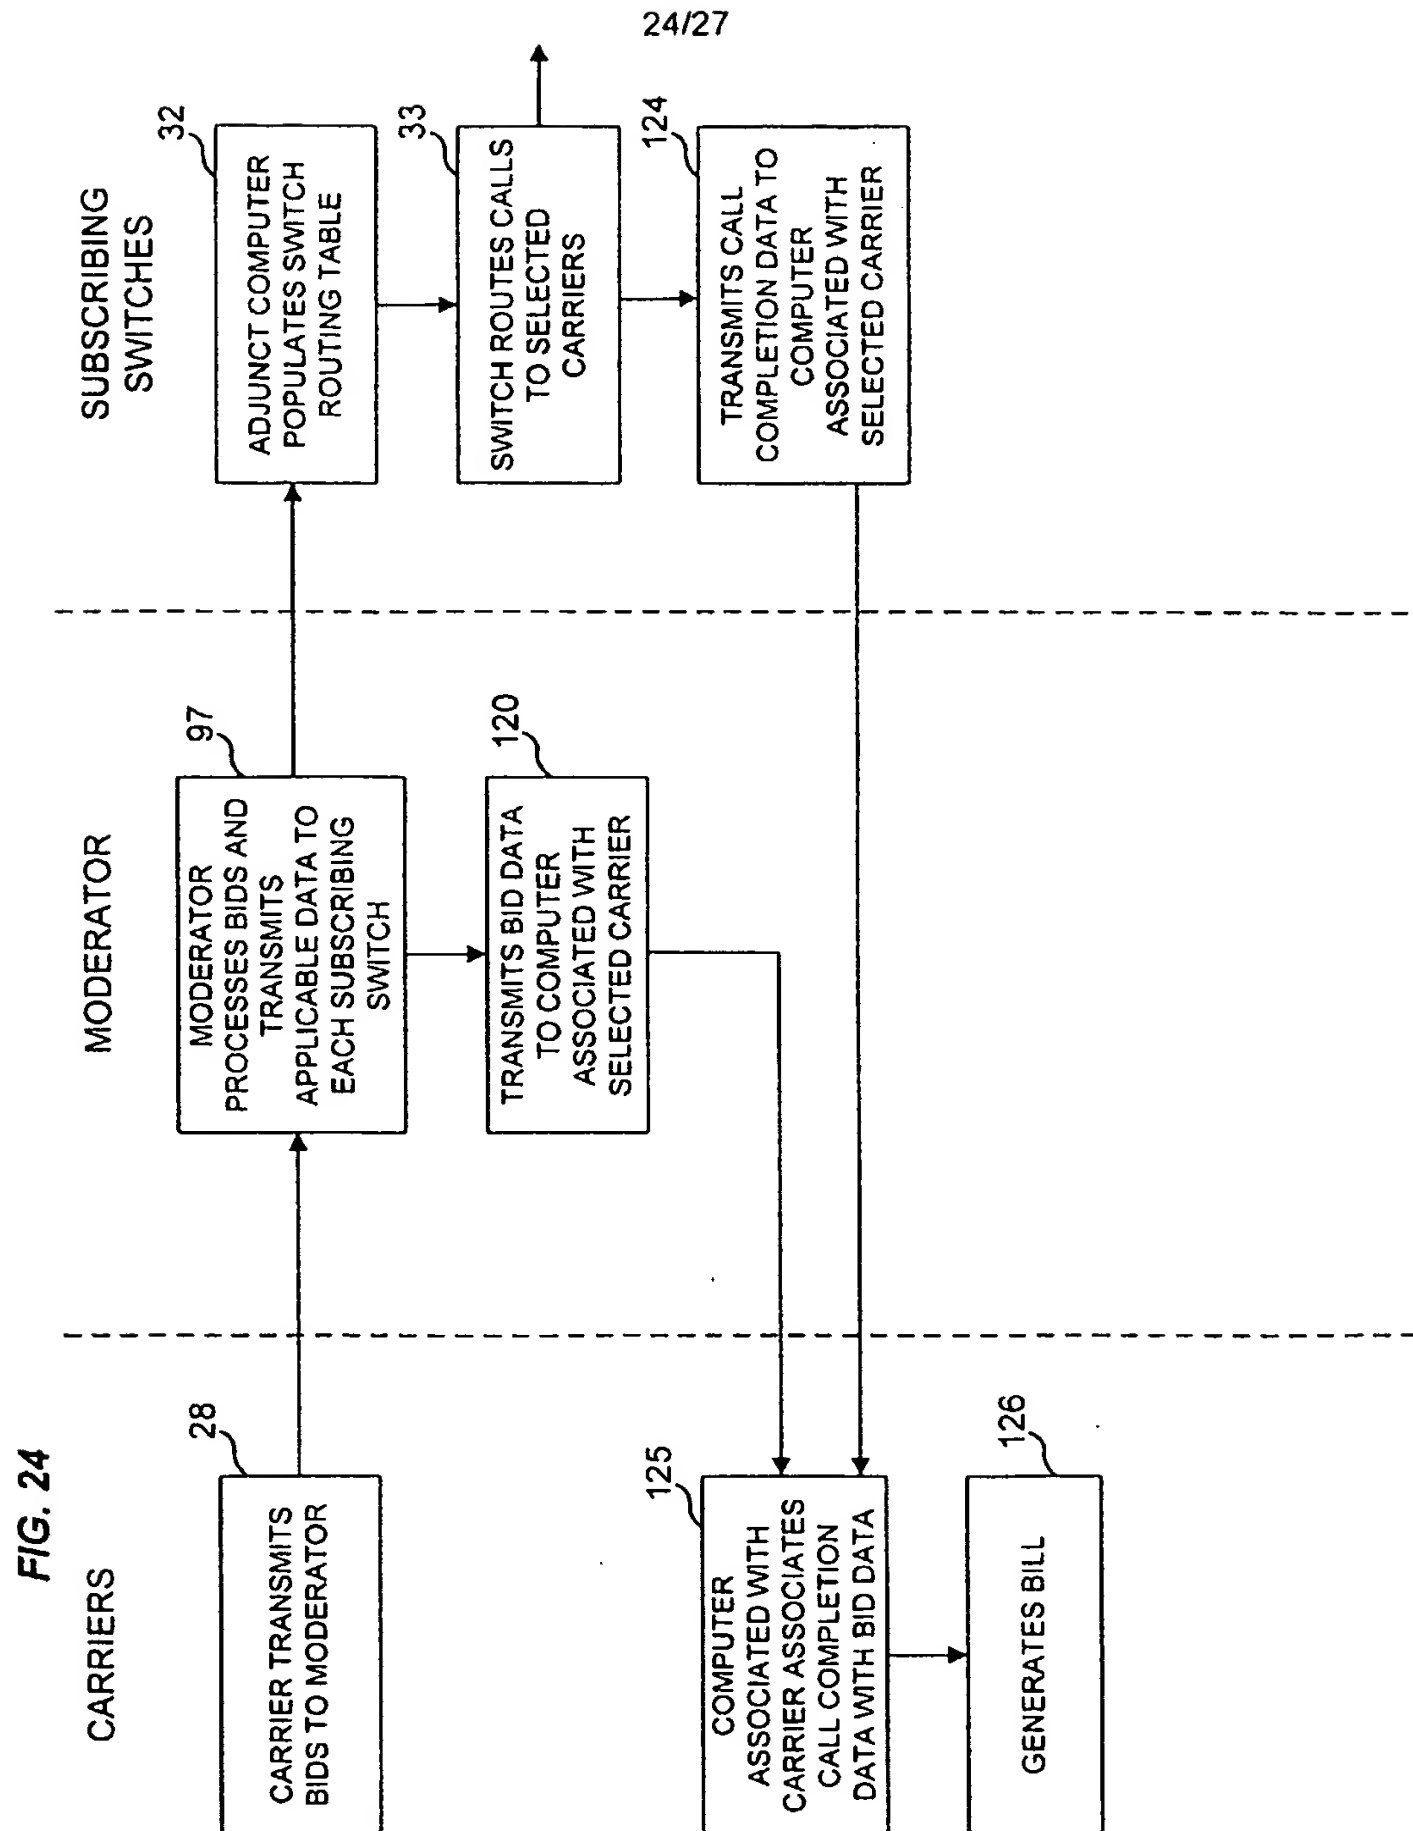 24/27
FIG. 24
CARRIERS
MODERATOR
SUBSCRIBING
SWITCHES
28
CARRIER TRANSMITS
BIDS TO MODERATOR
97
MODERATOR
PROCESSES BIDS AND
TRANSMITS
APPLICABLE DATA TO
EACH SUBSCRIBING
SWITCH
32
ADJUNCT COMPUTER
POPULATES SWITCH
ROUTING TABLE
120
TRANSMITS BID DATA
TO COMPUTER
ASSOCIATED WITH
SELECTED CARRIER
33
SWITCH ROUTES CALLS
TO SELECTED
CARRIERS
125
COMPUTER
ASSOCIATED WITH
CARRIER ASSOCIATES
CALL COMPLETION
DATA WITH BID DATA
124
TRANSMITS CALL
COMPLETION DATA TO
COMPUTER
ASSOCIATED WITH
SELECTED CARRIER
126
GENERATES BILL